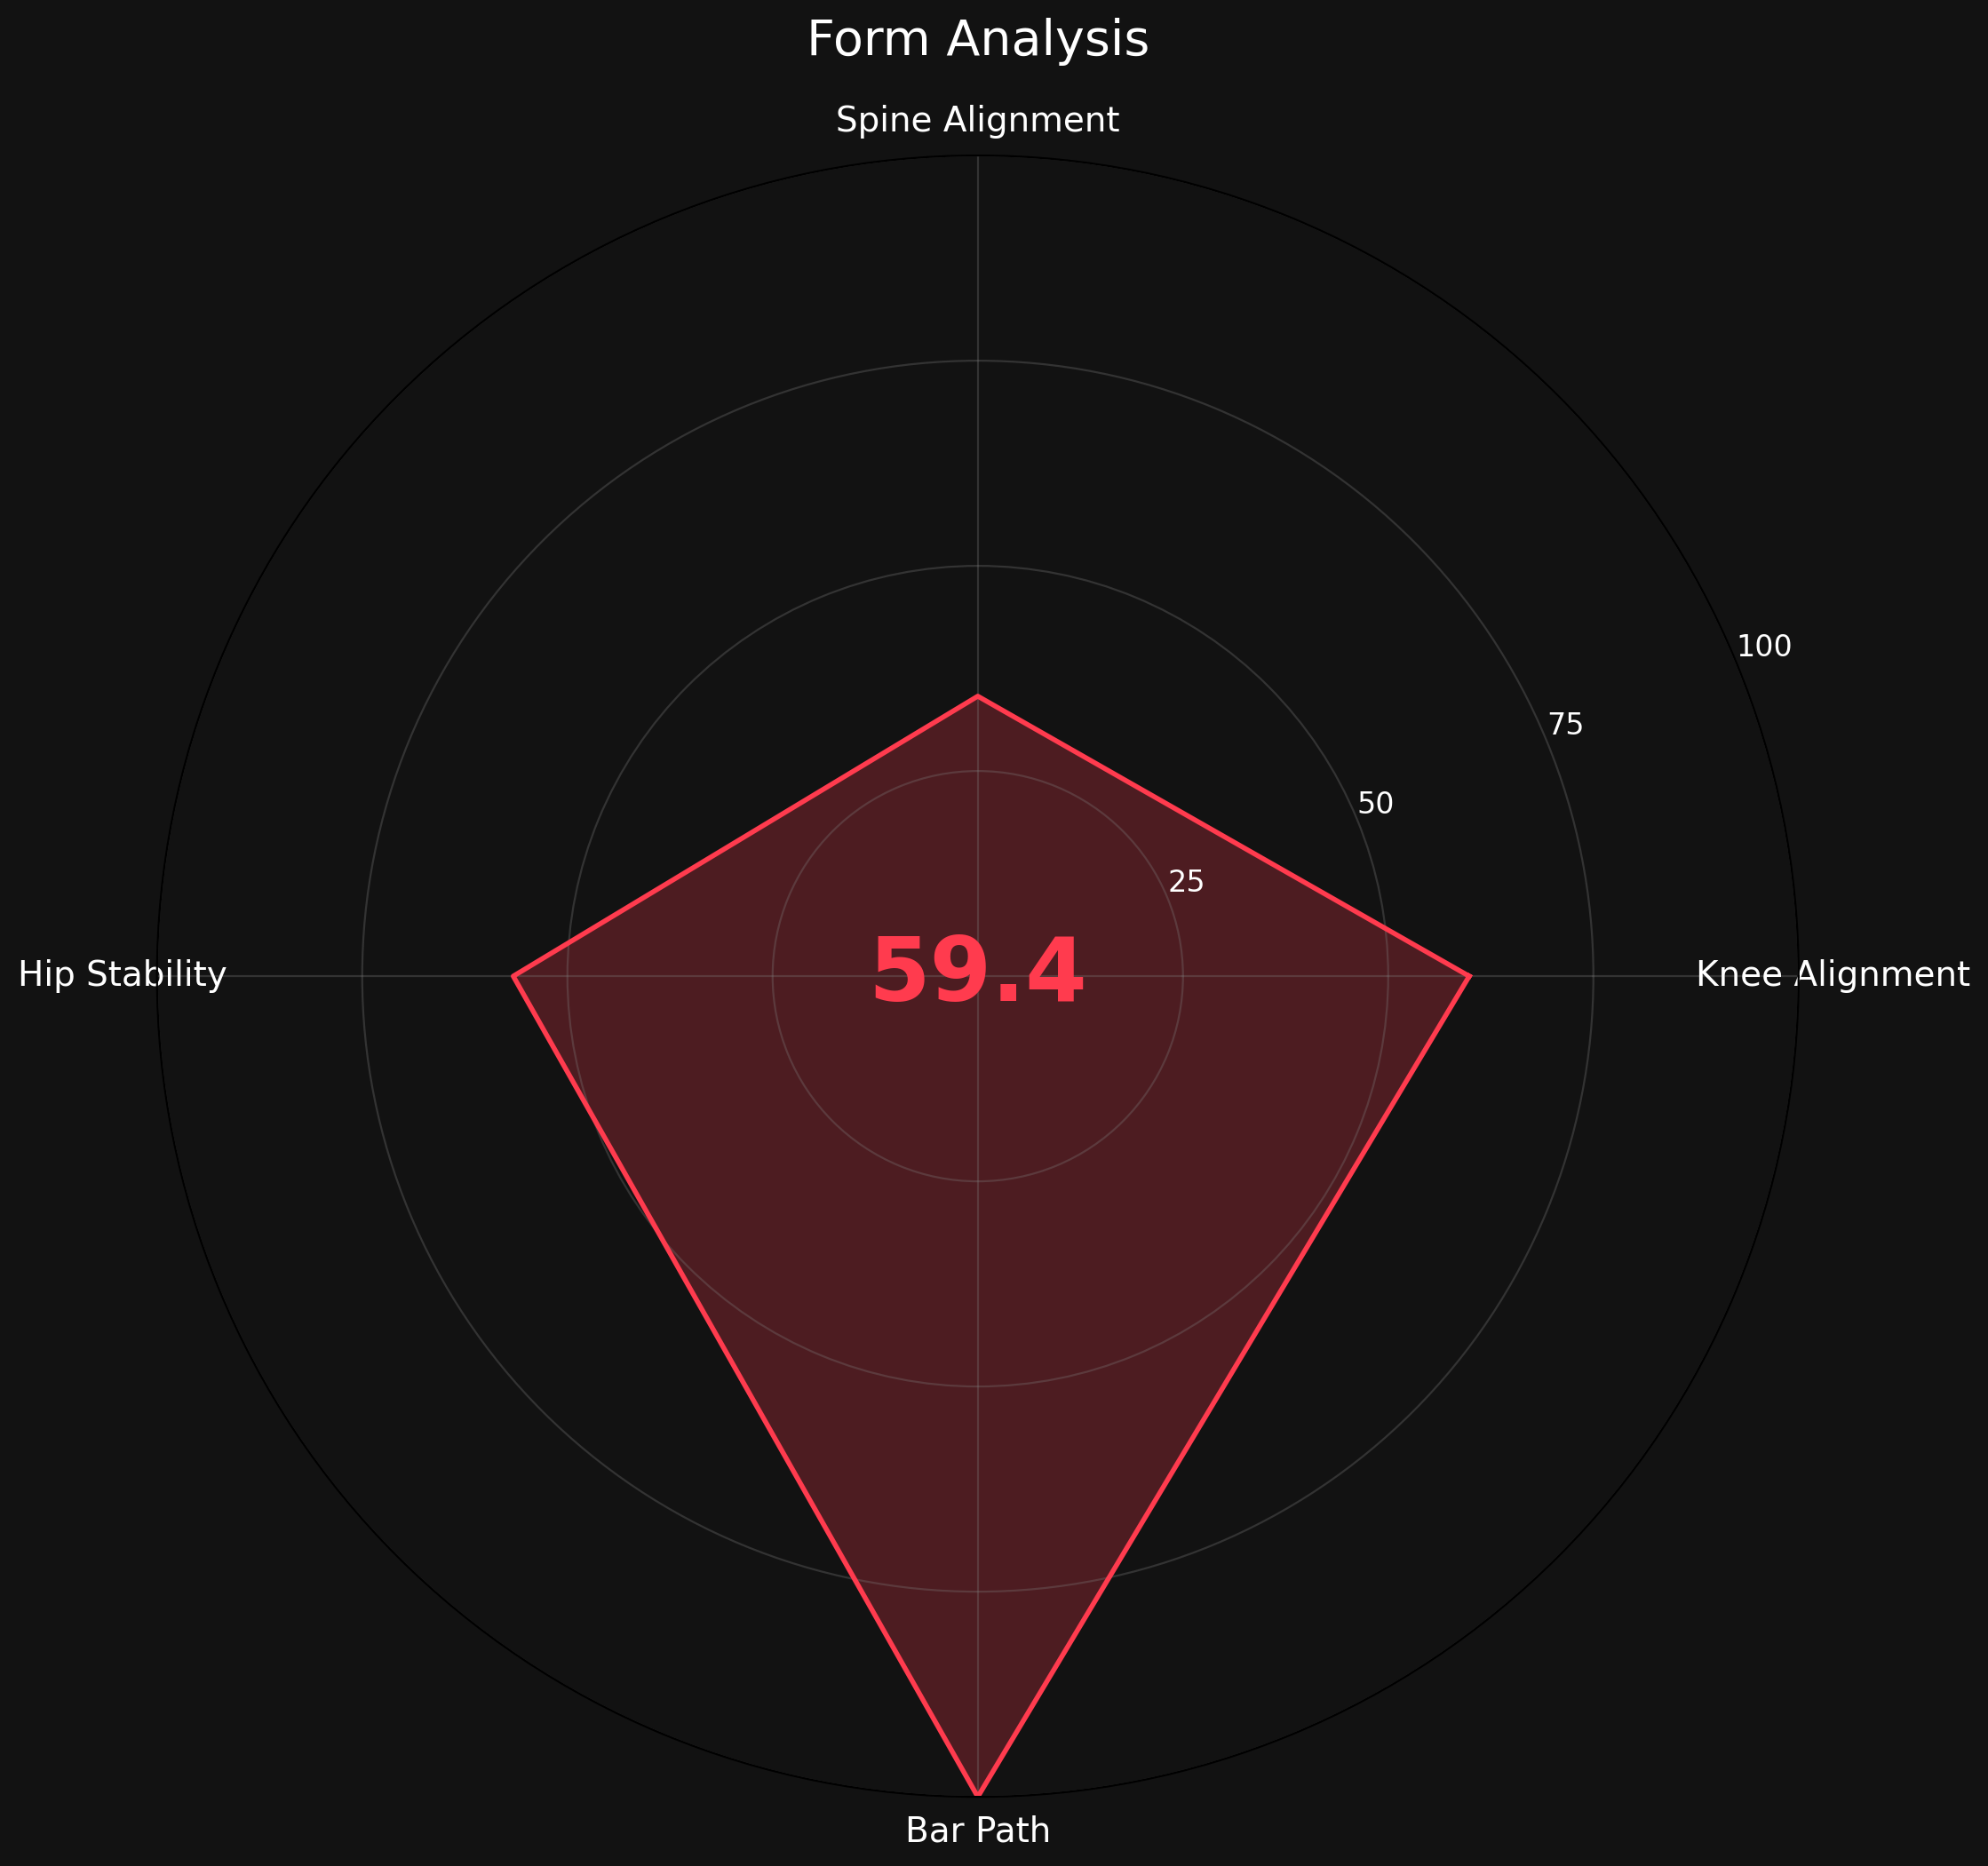 Form Analysis
Spine Alignment
100
75
50
25
59.4
Hip Stability
Knee Alignment
Bar Path